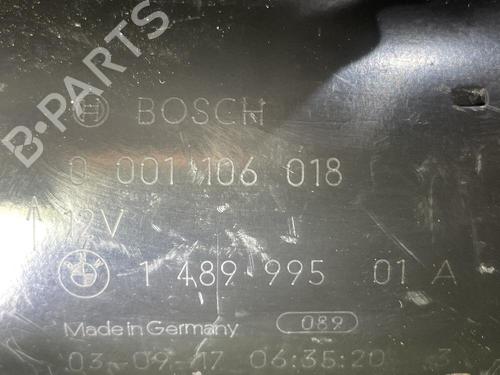 B-PARTS
BOSCH
0 001 106 018
12V
1 489 995 01 A
Made in Germany 089
03-09-17 06:35:20 3